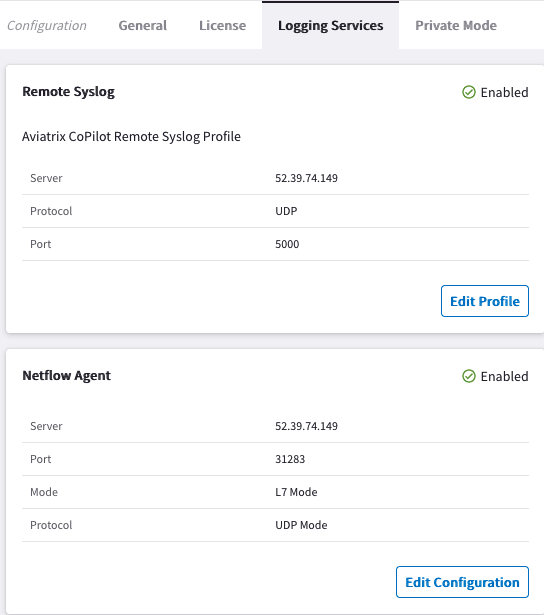 Configuration General License Logging Services Private Mode
Remote Syslog Enabled
Aviatrix CoPilot Remote Syslog Profile
Server 52.39.74.149
Protocol UDP
Port 5000
Edit Profile
Netflow Agent Enabled
Server 52.39.74.149
Port 31283
Mode L7 Mode
Protocol UDP Mode
Edit Configuration